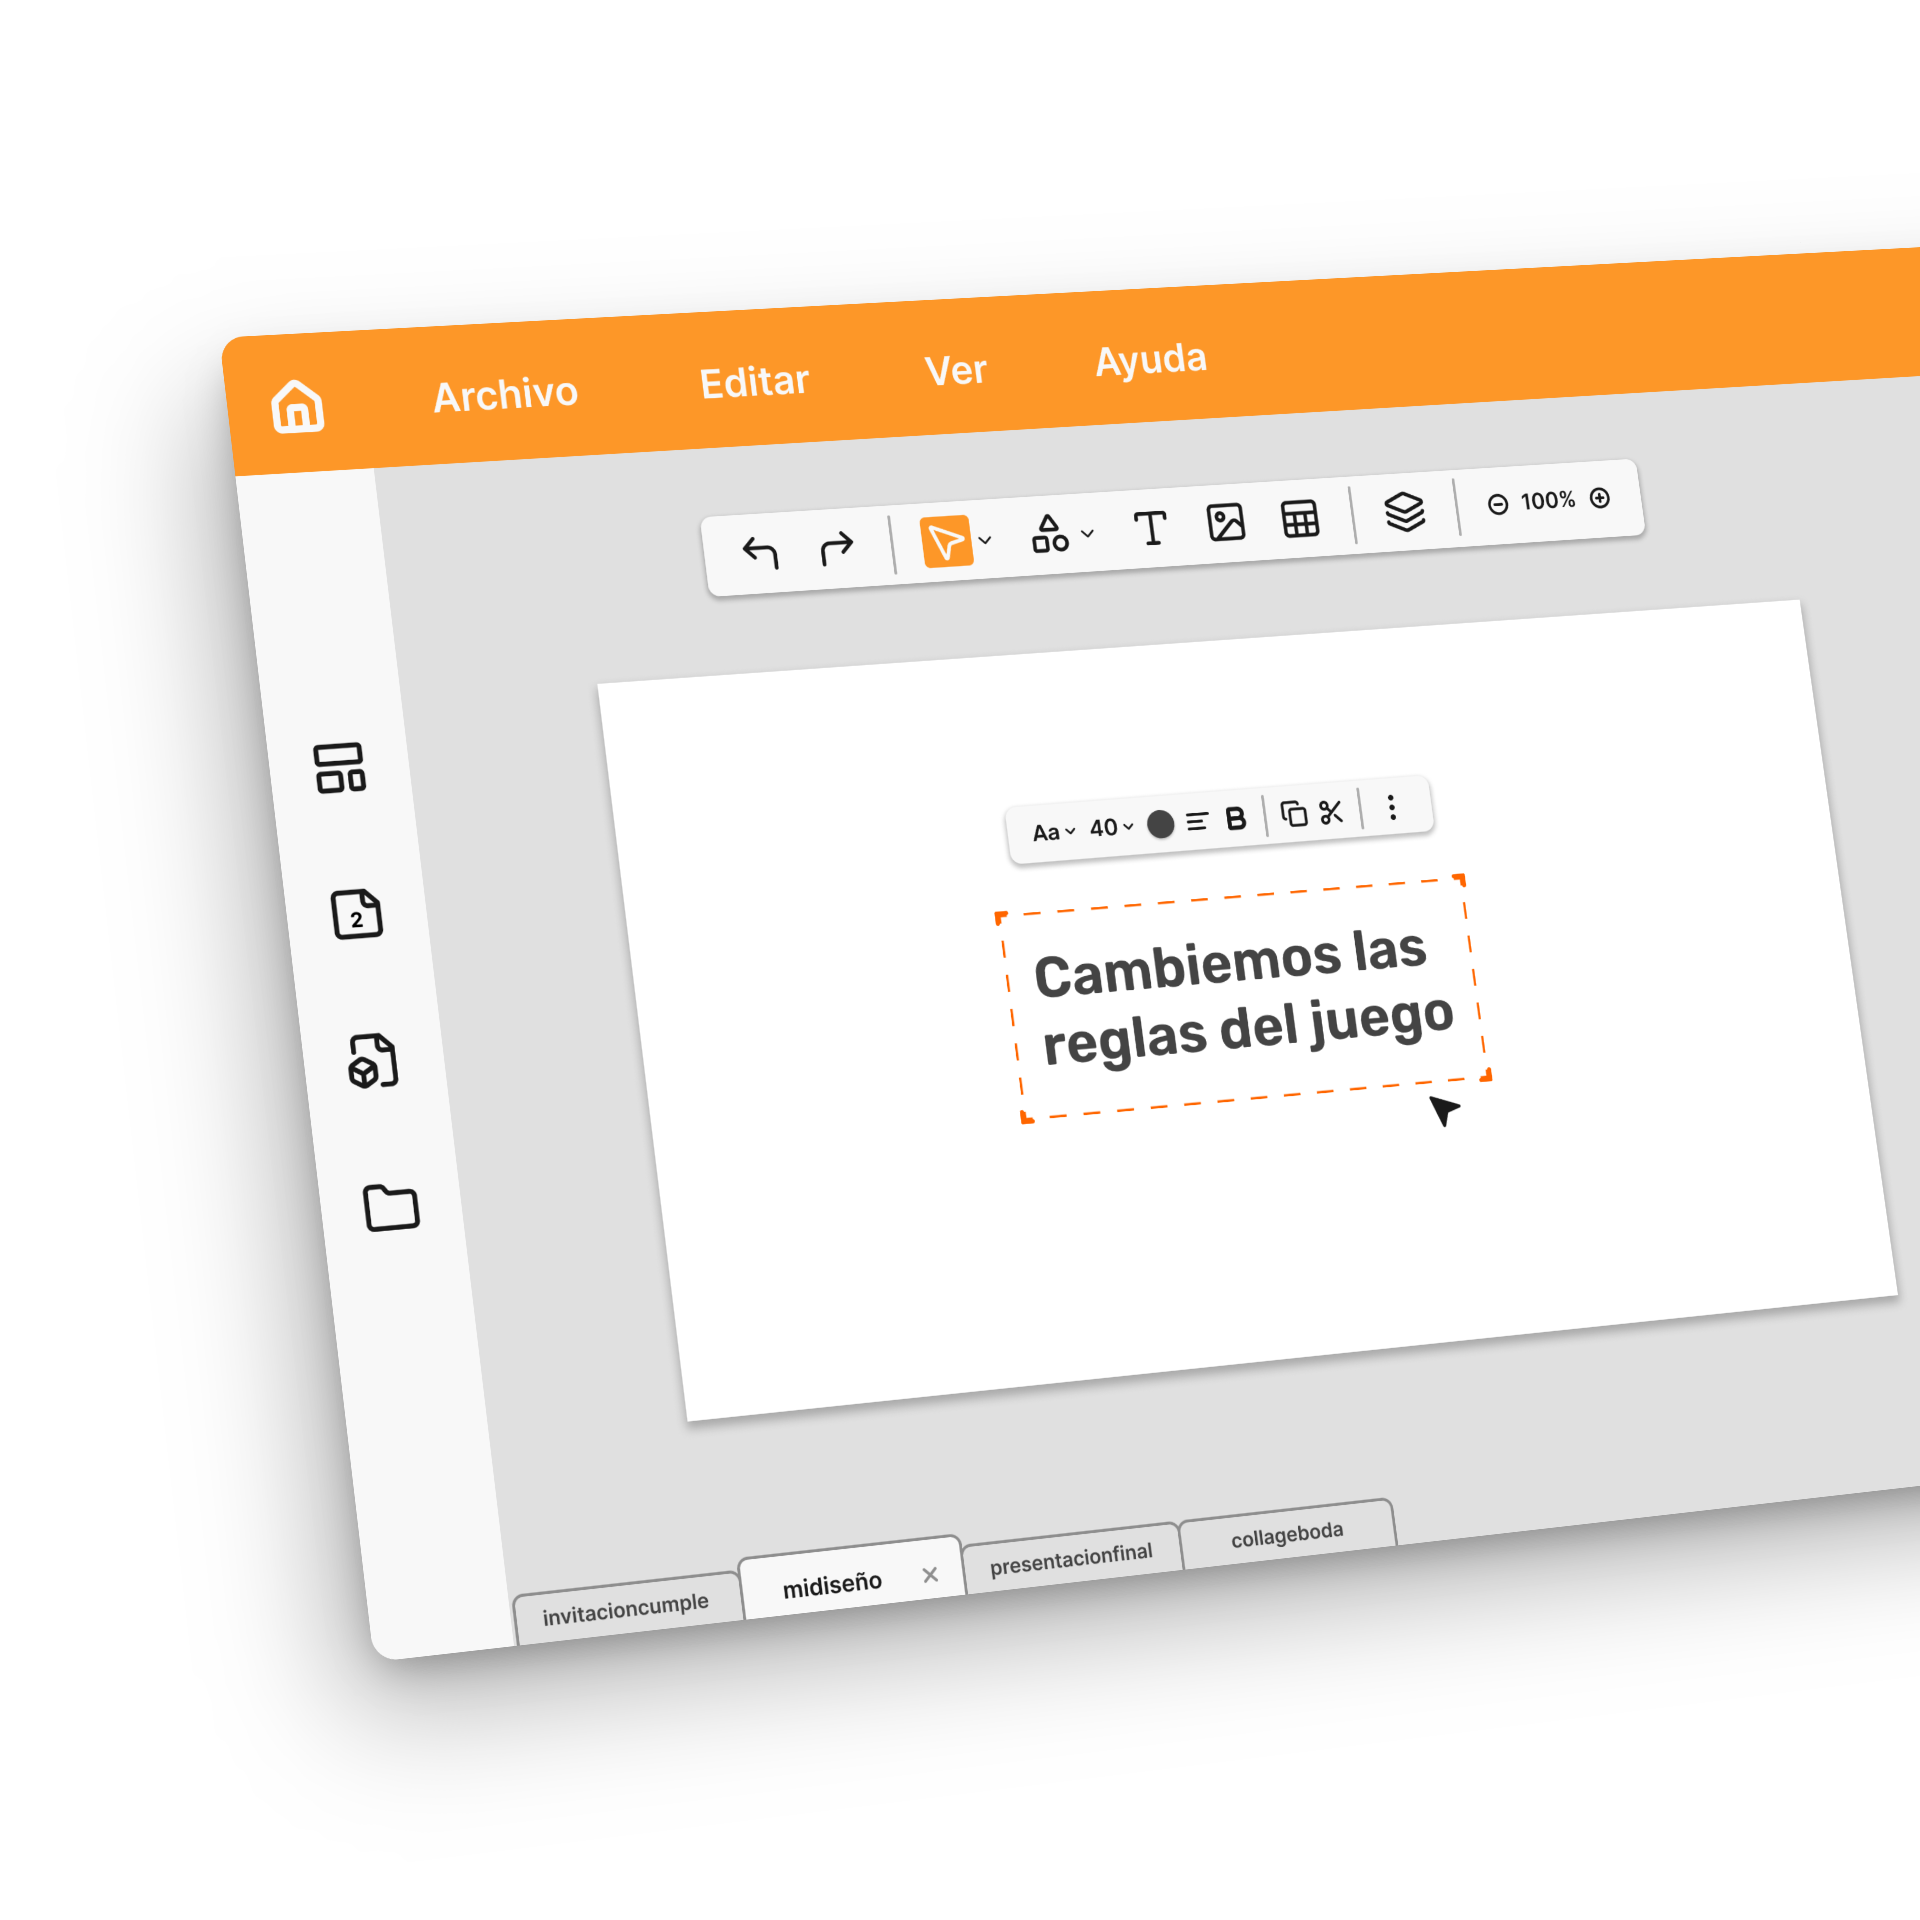 Archivo Editar Ver Ayuda
100%
Aa 40 B
2
Cambiemos las
reglas del juego
invitacioncumple midiseño presentacionfinal collageboda